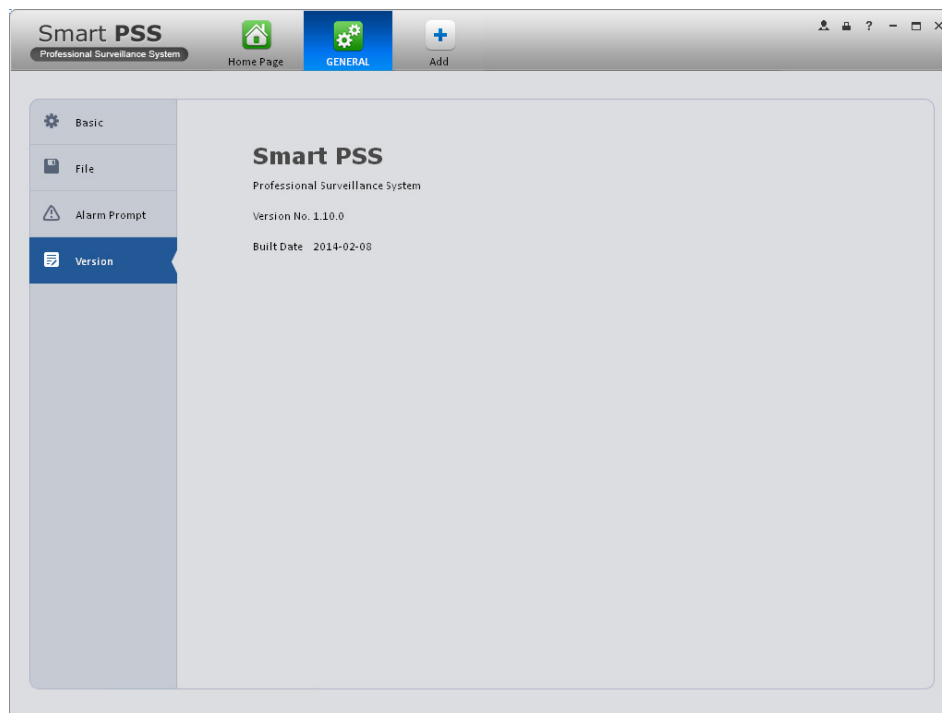 Smart PSS
Professional Surveillance System
Home Page
GENERAL
Add
?
Basic
File
Alarm Prompt
Version
Smart PSS
Professional Surveillance System
Version No. 1.10.0
Built Date 2014-02-08